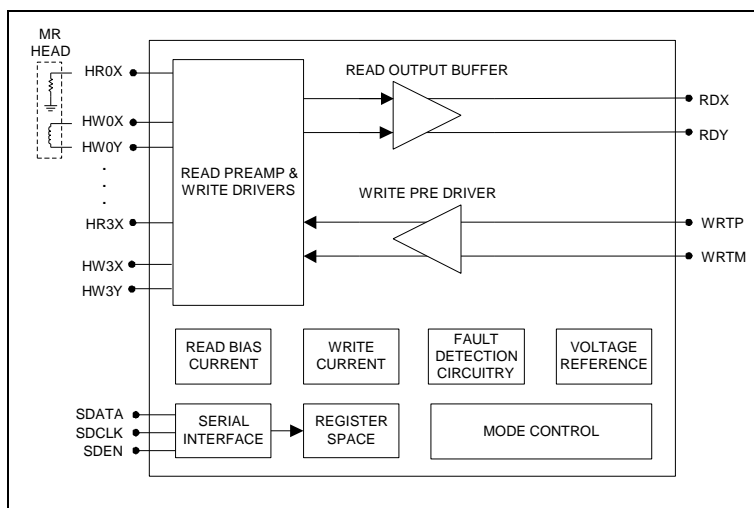 MR
HEAD
HR0X
HW0X
HW0Y
.
.
.
HR3X
HW3X
HW3Y
READ PREAMP &
WRITE DRIVERS
READ OUTPUT BUFFER
RDX
RDY
WRITE PRE DRIVER
WRTP
WRTM
READ BIAS
CURRENT
WRITE
CURRENT
FAULT
DETECTION
CIRCUITRY
VOLTAGE
REFERENCE
SDATA
SDCLK
SDEN
SERIAL
INTERFACE
REGISTER
SPACE
MODE CONTROL